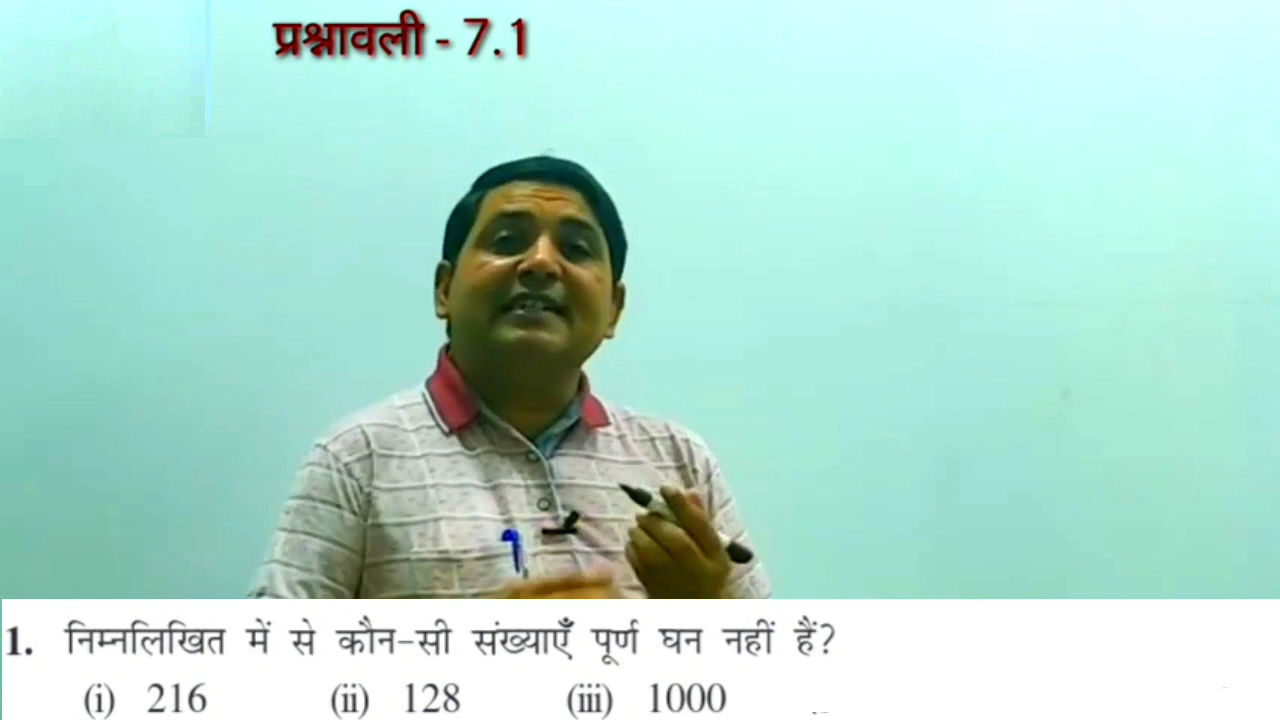 प्रश्नावली - 7.1
1. निम्नलिखित में से कौन-सी संख्याएँ पूर्ण घन नहीं हैं?
(i) 216 (ii) 128 (iii) 1000